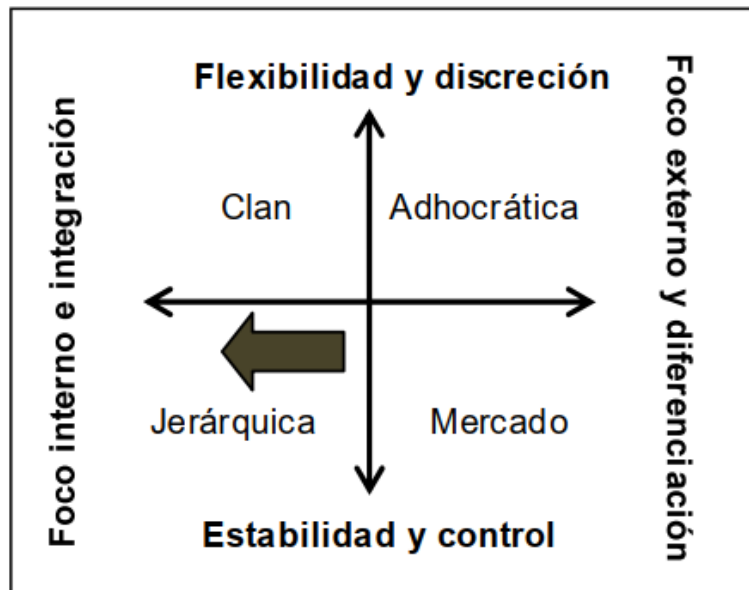 Flexibilidad y discreción
Foco interno e integración
Foco externo y diferenciación
Clan
Adhocrática
Jerárquica
Mercado
Estabilidad y control